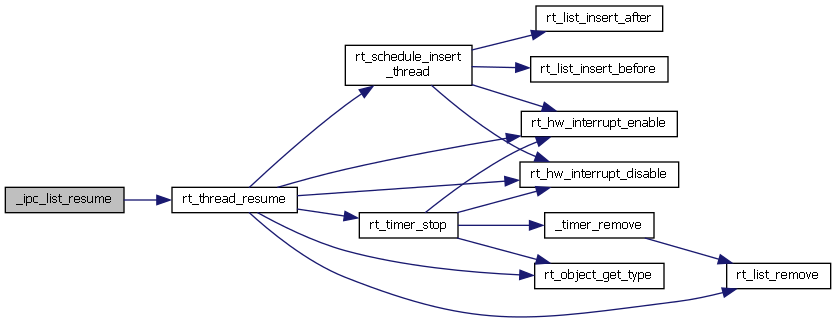 rt_list_insert_after
rt_schedule_insert
_thread
rt_list_insert_before
rt_hw_interrupt_enable
rt_hw_interrupt_disable
_ipc_list_resume
rt_thread_resume
rt_timer_stop
_timer_remove
rt_object_get_type
rt_list_remove